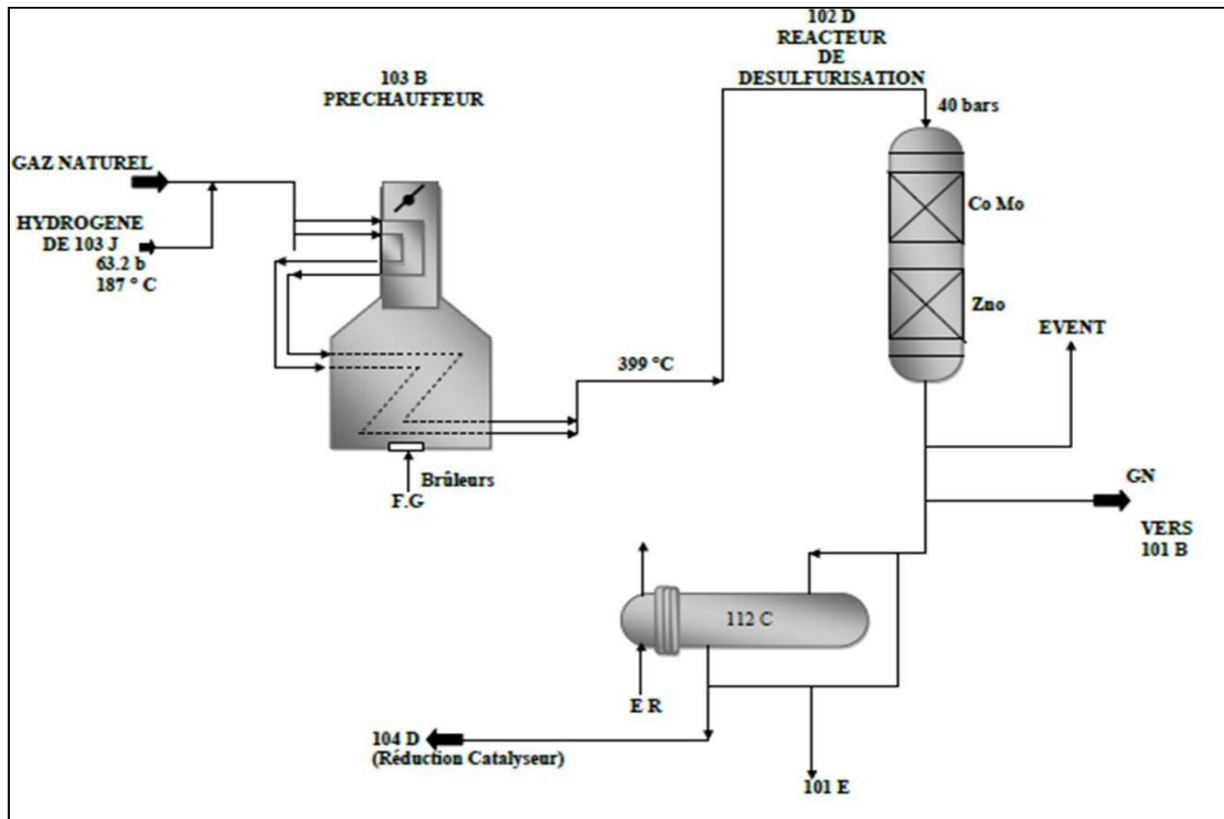 102 D
REACTEUR
DE
DESULFURISATION
103 B
PRECHAUFFEUR
40 bars
GAZ NATUREL
Co Mo
HYDROGENE
DE 103 J
63.2 b
187 ° C
Zno
EVENT
399 °C
Brûleurs
F.G
GN
VERS
101 B
112 C
E R
104 D
(Réduction Catalyseur)
101 E